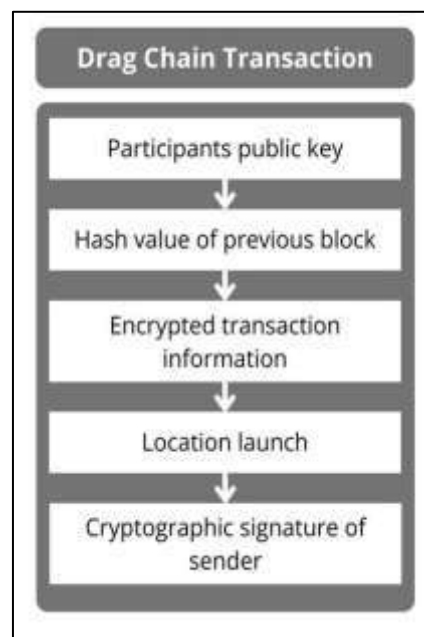 Drag Chain Transaction
Participants public key
Hash value of previous block
Encrypted transaction
information
Location launch
Cryptographic signature of
sender